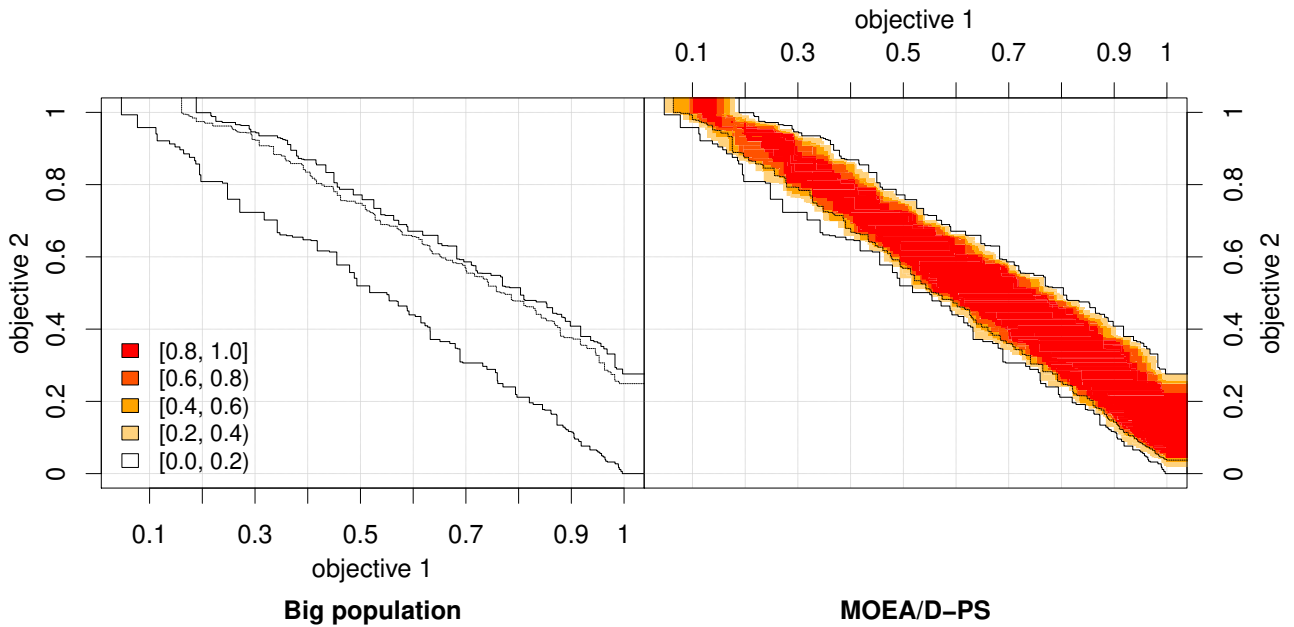 objective 1
0.1 0.3 0.5 0.7 0.9 1
objective 2
0 0.2 0.4 0.6 0.8 1
[0.8, 1.0]
[0.6, 0.8)
[0.4, 0.6)
[0.2, 0.4)
[0.0, 0.2)
0 0.2 0.4 0.6 0.8 1
objective 2
0.1 0.3 0.5 0.7 0.9 1
objective 1
Big population
MOEA/D−PS